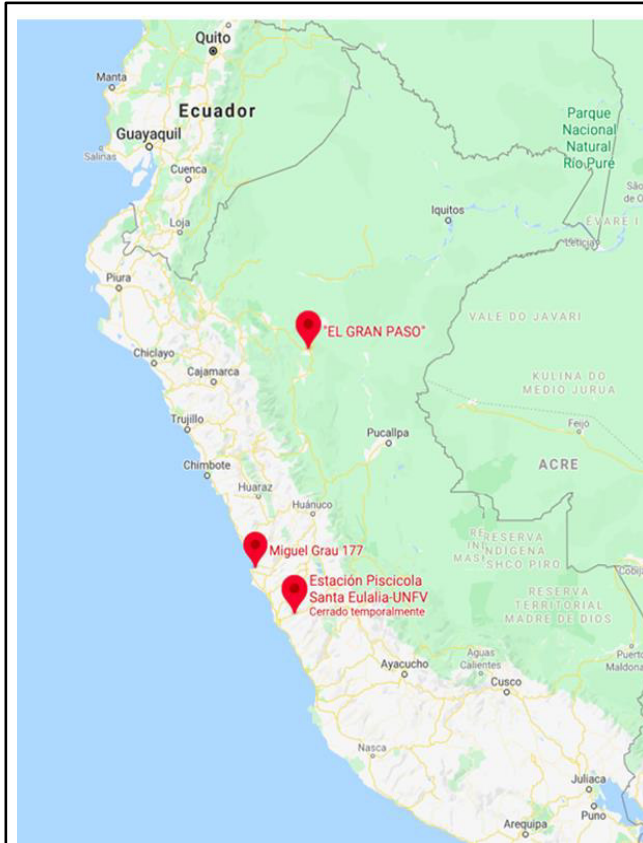 Quito
Manta
Ecuador
Parque
Nacional
Natural
Río Puré
Guayaquil
Salinas
Cuenca
Iquitos
Loja
Leticia
Piura
"EL GRAN PASO"
VALE DO JAVARI
Chiclayo
Cajamarca
KULINA DO
MEDIO JURUA
Trujillo
Pucallpa
Feijó
Chimbote
ACRE
Huaraz
Huánuco
RESERVA
INDÍGENA
SHCO PIRO
Miguel Grau 177
Estación Piscicola
Santa Eulalia-UNFV
Cerrado temporalmente
RESERVA
TERRITORIAL
MADRE DE DIOS
Aguas
Calientes
Ayacucho
Cusco
Puerto
Nasca
Juliaca
Puno
Arequipa